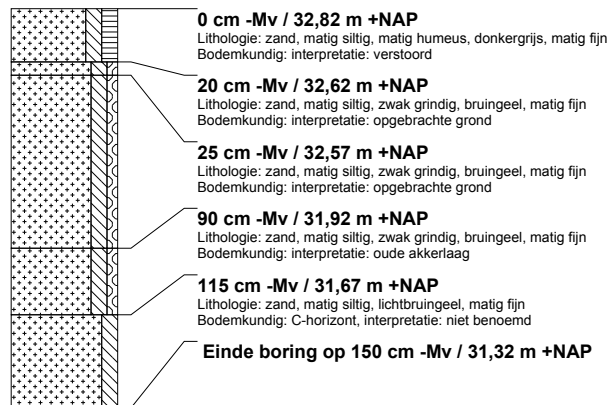 0 cm -Mv / 32,82 m +NAP
Lithologie: zand, matig siltig, matig humeus, donkergrijs, matig fijn
Bodemkundig: interpretatie: verstoord
20 cm -Mv / 32,62 m +NAP
Lithologie: zand, matig siltig, zwak grindig, bruingeel, matig fijn
Bodemkundig: interpretatie: opgebrachte grond
25 cm -Mv / 32,57 m +NAP
Lithologie: zand, matig siltig, zwak grindig, bruingeel, matig fijn
Bodemkundig: interpretatie: opgebrachte grond
90 cm -Mv / 31,92 m +NAP
Lithologie: zand, matig siltig, zwak grindig, bruingeel, matig fijn
Bodemkundig: interpretatie: oude akkerlaag
115 cm -Mv / 31,67 m +NAP
Lithologie: zand, matig siltig, lichtbruingeel, matig fijn
Bodemkundig: C-horizont, interpretatie: niet benoemd
Einde boring op 150 cm -Mv / 31,32 m +NAP